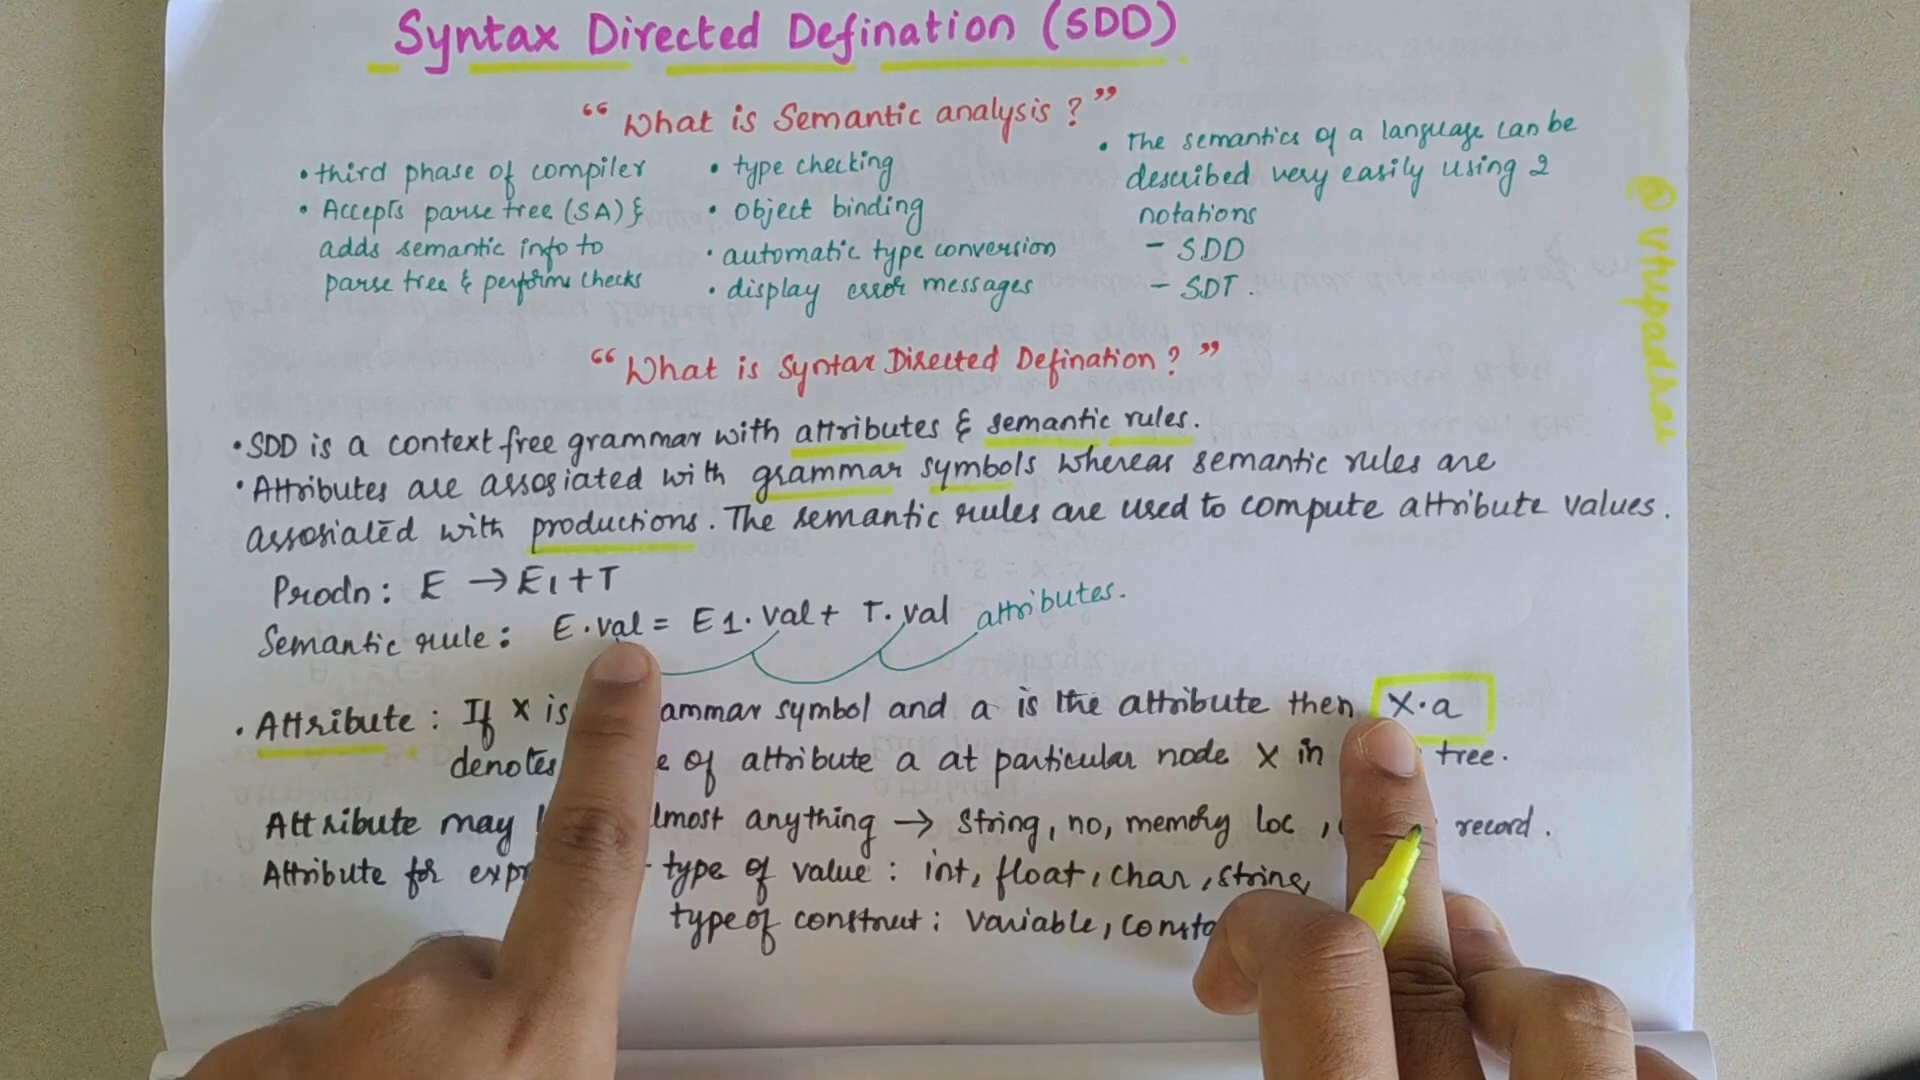 Syntax Directed Defination (SDD)
“What is Semantic analysis?”
• third phase of compiler
• Accepts parse tree (SA) &
adds semantic info to
parse tree & performs checks
• type checking
• object binding
• automatic type conversion
• display error messages
• The semantics of a language can be
described very easily using 2
notations
- SDD
- SDT.
“What is Syntax Directed Defination?”
• SDD is a context free grammar with attributes & semantic rules.
• Attributes are assosiated with grammar symbols whereas semantic rules are
assosiated with productions. The semantic rules are used to compute attribute values.
Prodn: E → E1 + T
Semantic rule: E.val = E1.val + T.val attributes.
• Attribute: If X is ammar symbol and a is the attribute then X.a
denotes e of attribute a at particular node X in tree.
Attribute may lmost anything → string, no, memory loc, record.
Attribute for expr type of value: int, float, char, string,
type of construct: variable, consta
@vtupadhai